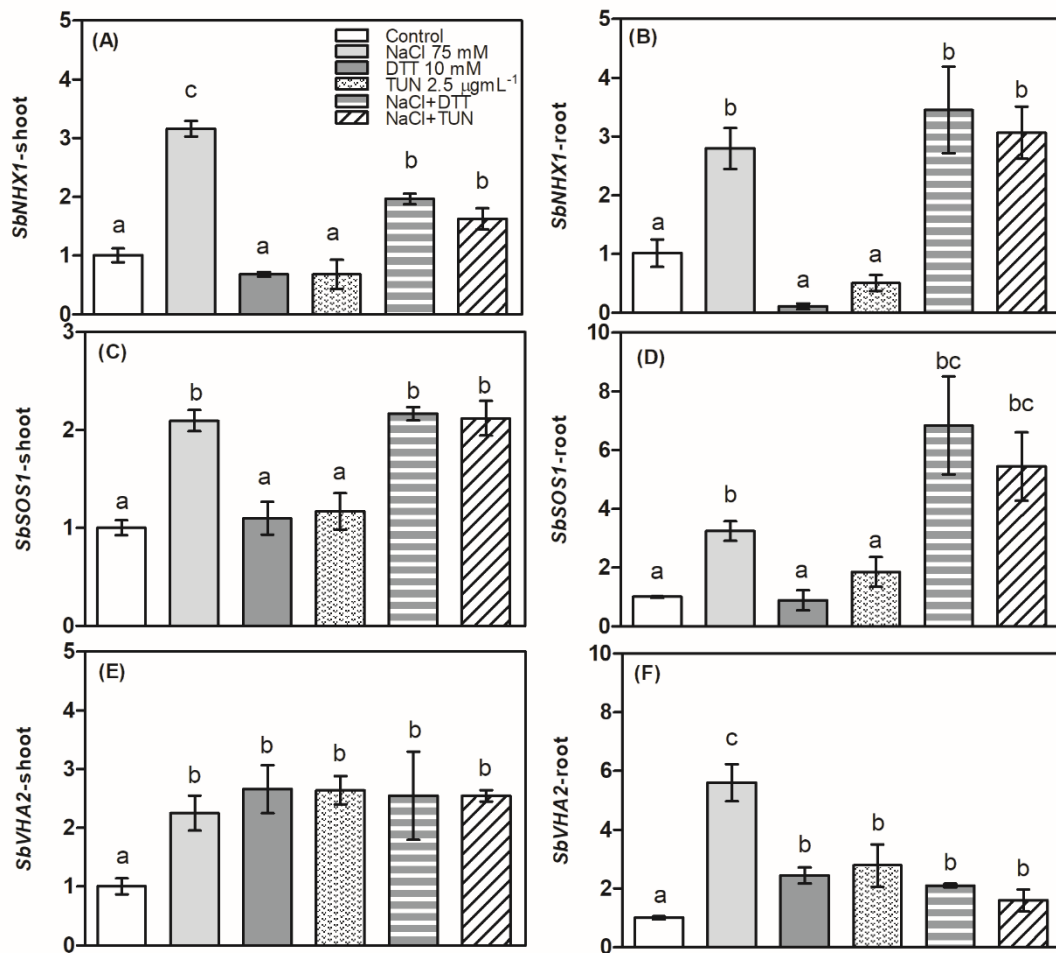 (A)
SbNHX1-shoot
5
4
3
2
1
0
a
c
a
a
b
b
Control
NaCl 75 mM
DTT 10 mM
TUN 2.5 µgmL⁻¹
NaCl+DTT
NaCl+TUN
(B)
SbNHX1-root
5
4
3
2
1
0
a
b
a
a
b
b
(C)
SbSOS1-shoot
3
2
1
0
a
b
a
a
b
b
(D)
SbSOS1-root
10
8
6
4
2
0
a
b
a
a
bc
bc
(E)
SbVHA2-shoot
5
4
3
2
1
0
a
b
b
b
b
b
(F)
SbVHA2-root
10
8
6
4
2
0
a
c
b
b
b
b